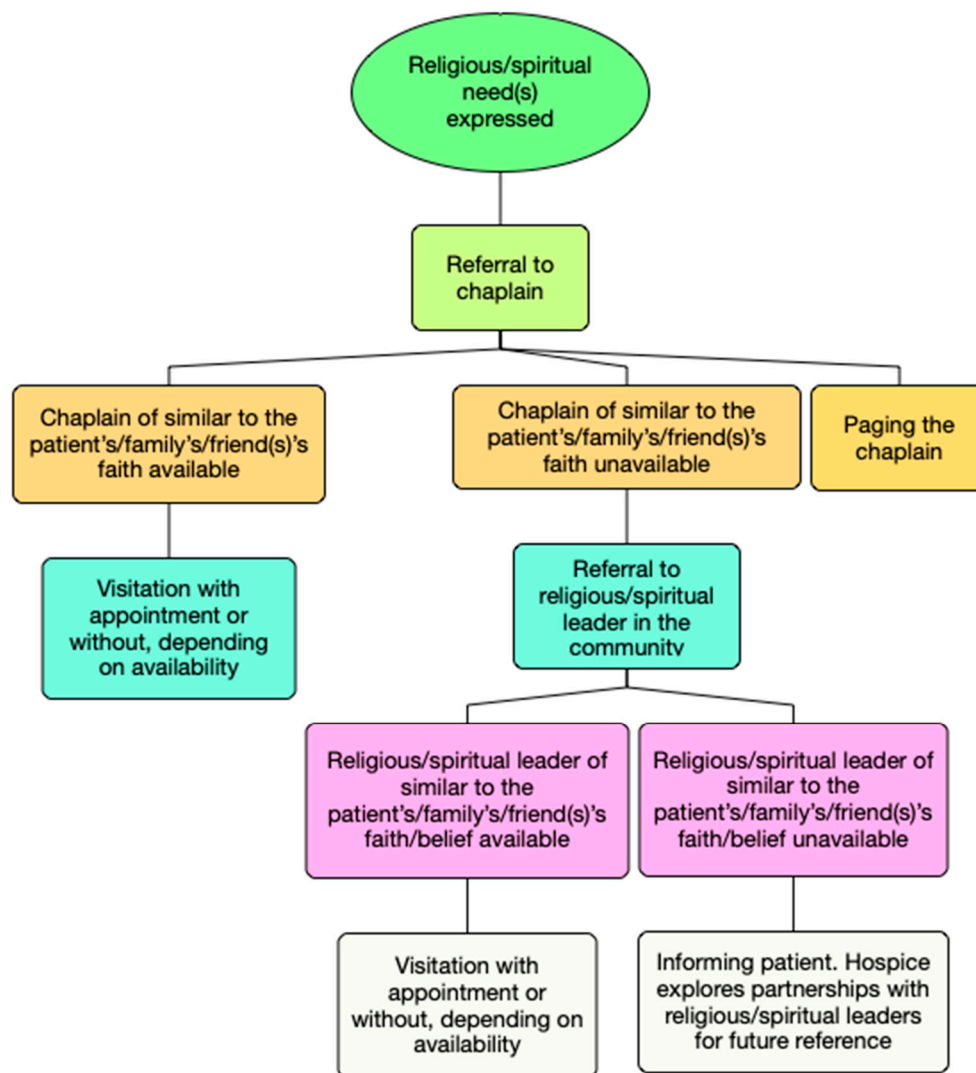 Religious/spiritual
need(s)
expressed
Referral to
chaplain
Chaplain of similar to the
patient's/family's/friend(s)'s
faith available
Chaplain of similar to the
patient's/family's/friend(s)'s
faith unavailable
Paging the
chaplain
Visitation with
appointment or
without, depending
on availability
Referral to
religious/spiritual
leader in the
community
Religious/spiritual leader of
similar to the
patient's/family's/friend(s)'s
faith/belief available
Religious/spiritual leader of
similar to the
patient's/family's/friend(s)'s
faith/belief unavailable
Visitation with
appointment or
without, depending on
availability
Informing patient. Hospice
explores partnerships with
religious/spiritual leaders
for future reference